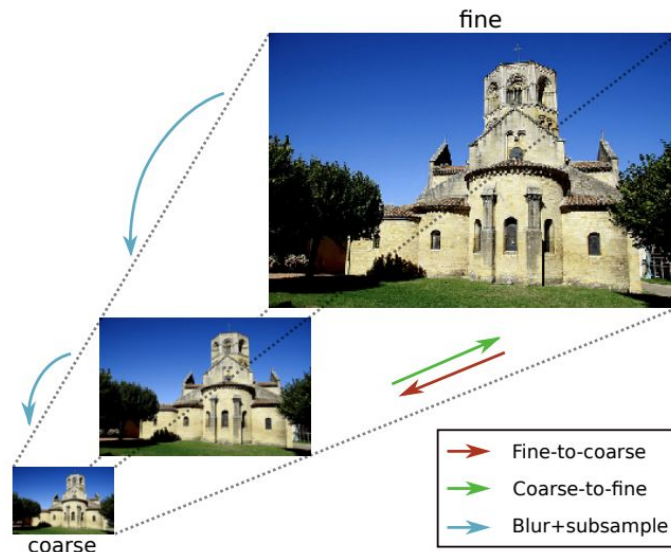 fine
coarse
Fine-to-coarse
Coarse-to-fine
Blur+subsample